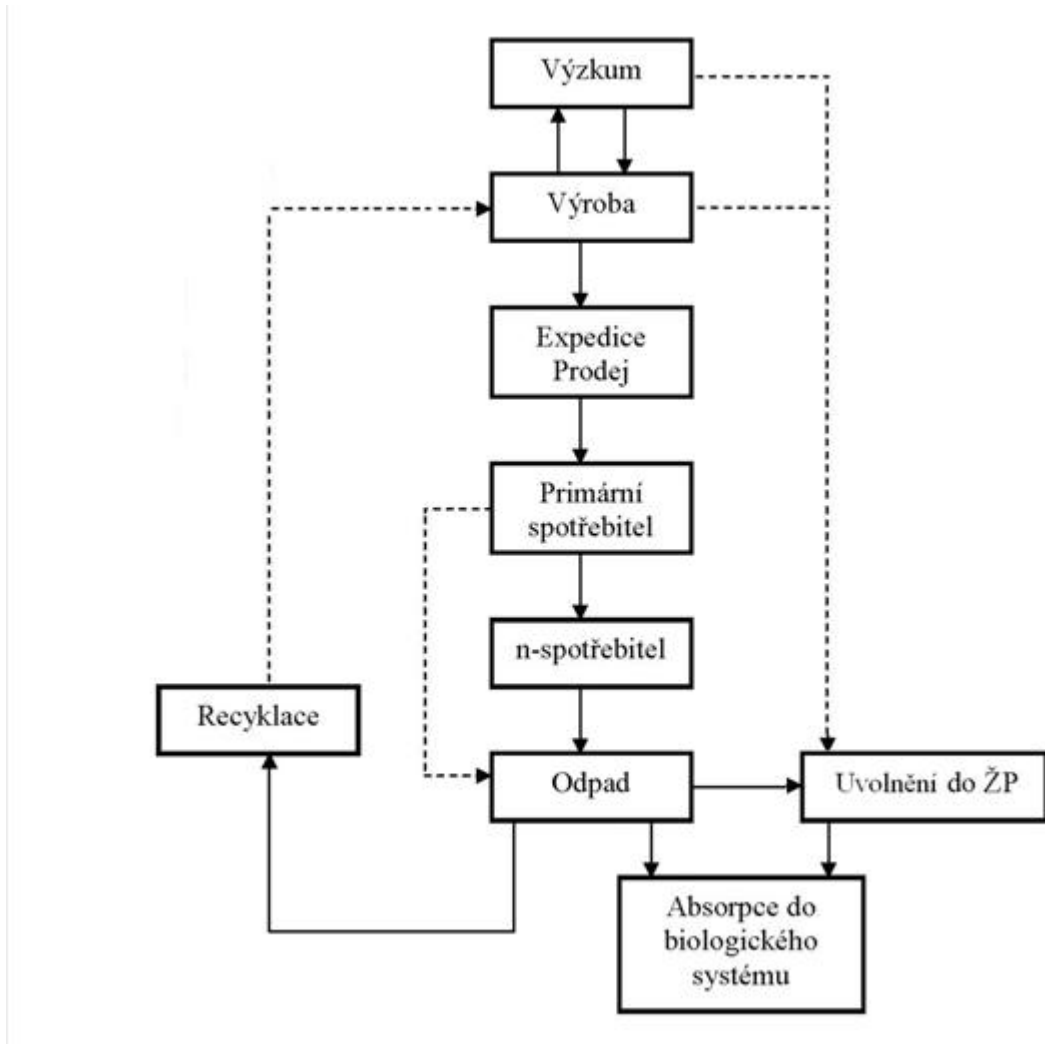 Výzkum
Výroba
Expedice
Prodej
Primární
spotřebitel
n-spotřebitel
Recyklace
Odpad
Uvolnění do ŽP
Absorpce do
biologického
systému